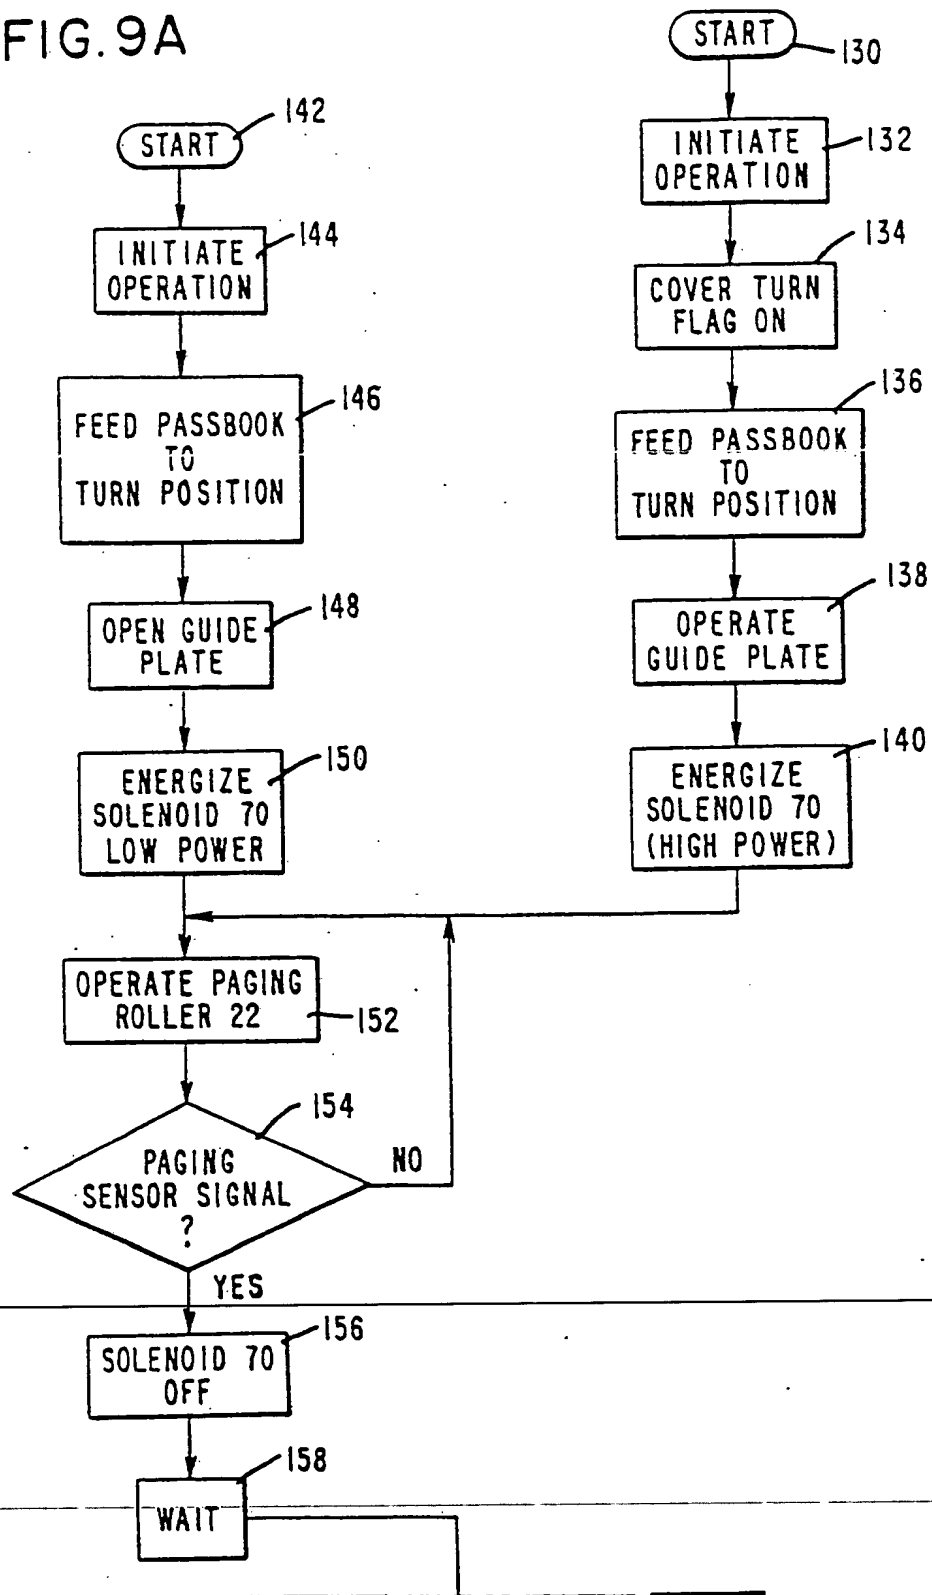 FIG. 9A
START
142
INITIATE
OPERATION
144
FEED PASSBOOK
TO
TURN POSITION
146
OPEN GUIDE
PLATE
148
ENERGIZE
SOLENOID 70
LOW POWER
150
START
130
INITIATE
OPERATION
132
COVER TURN
FLAG ON
134
FEED PASSBOOK
TO
TURN POSITION
136
OPERATE
GUIDE PLATE
138
ENERGIZE
SOLENOID 70
(HIGH POWER)
140
OPERATE PAGING
ROLLER 22
152
PAGING
SENSOR SIGNAL
?
154
NO
YES
SOLENOID 70
OFF
156
WAIT
158